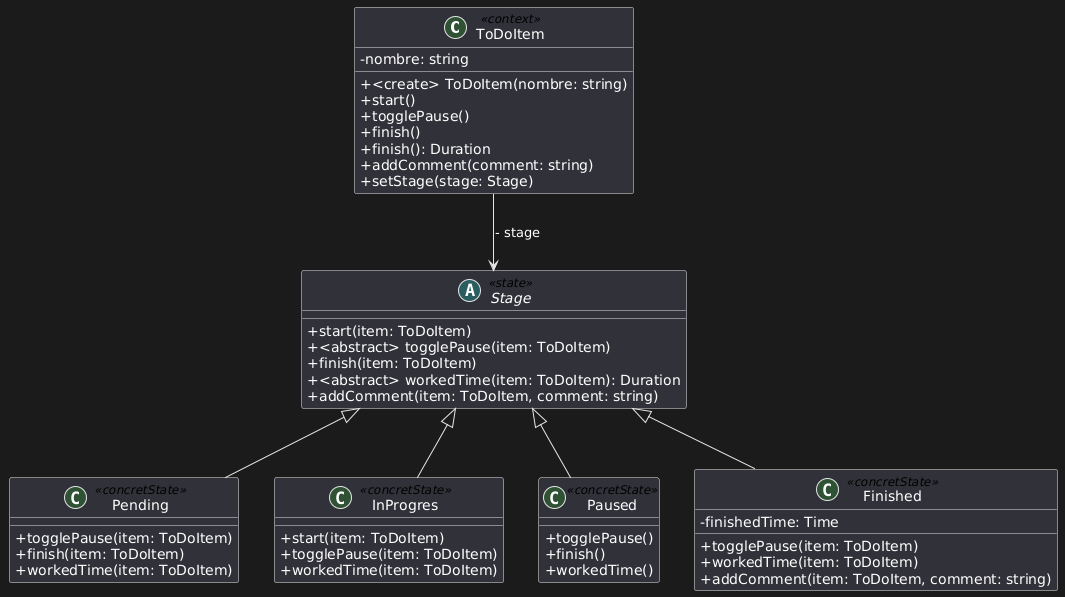 C
«context»
ToDoItem
-nombre: string
+<create> ToDoItem(nombre: string)
+start()
+togglePause()
+finish()
+finish(): Duration
+addComment(comment: string)
+setStage(stage: Stage)
- stage
A
«state»
Stage
+start(item: ToDoItem)
+<abstract> togglePause(item: ToDoItem)
+finish(item: ToDoItem)
+<abstract> workedTime(item: ToDoItem): Duration
+addComment(item: ToDoItem, comment: string)
C
«concretState»
Pending
+togglePause(item: ToDoItem)
+finish(item: ToDoItem)
+workedTime(item: ToDoItem)
C
«concretState»
InProgres
+start(item: ToDoItem)
+togglePause(item: ToDoItem)
+workedTime(item: ToDoItem)
C
«concretState»
Paused
+togglePause()
+finish()
+workedTime()
C
«concretState»
Finished
-finishedTime: Time
+togglePause(item: ToDoItem)
+workedTime(item: ToDoItem)
+addComment(item: ToDoItem, comment: string)